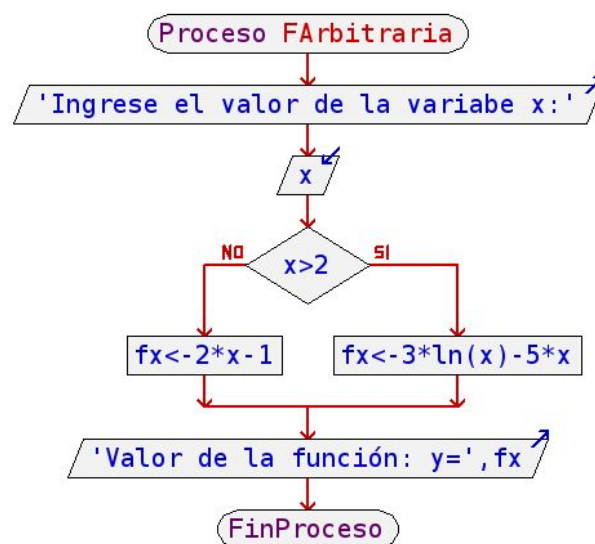 Proceso FArbitraria
'Ingrese el valor de la variabe x:'
x
x>2
NO
SI
fx<-2*x-1
fx<-3*ln(x)-5*x
'Valor de la función: y=',fx
FinProceso